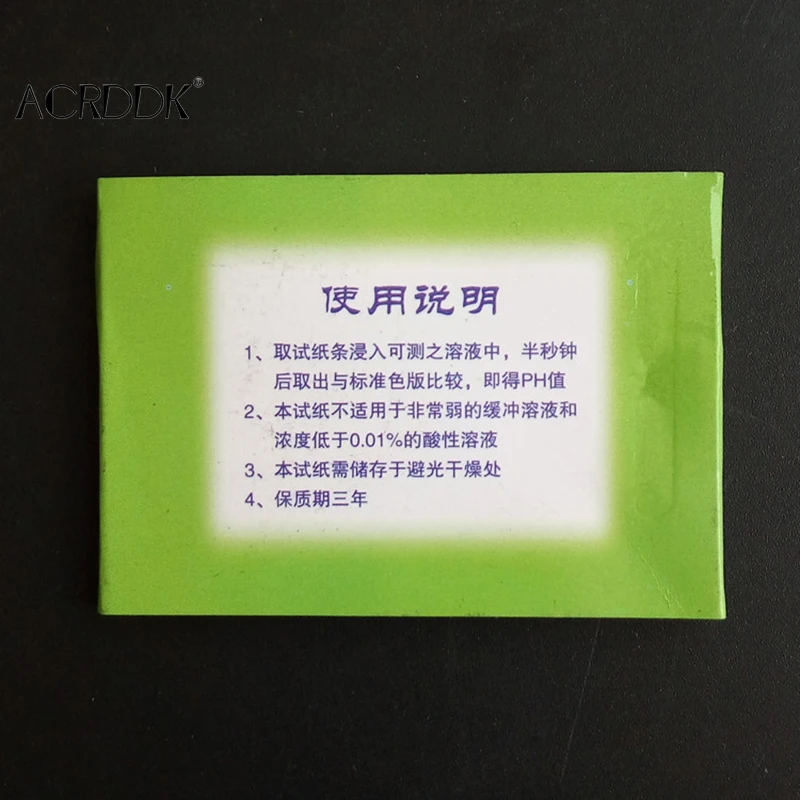 ACRDDK®
使用说明
1、取试纸条浸入可测之溶液中，半秒钟
后取出与标准色版比较，即得PH值
2、本试纸不适用于非常弱的缓冲溶液和
浓度低于0.01%的酸性溶液
3、本试纸需储存于避光干燥处
4、保质期三年